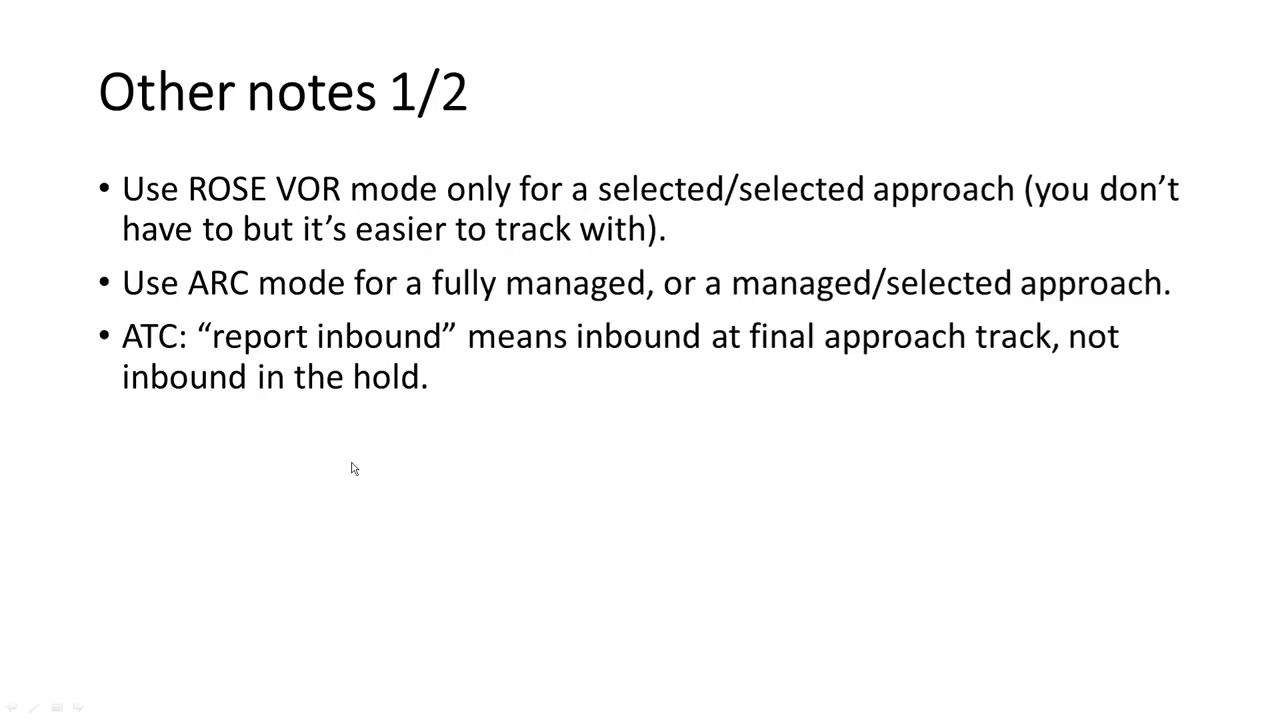 Other notes 1/2
• Use ROSE VOR mode only for a selected/selected approach (you don’t
have to but it’s easier to track with).
• Use ARC mode for a fully managed, or a managed/selected approach.
• ATC: “report inbound” means inbound at final approach track, not
inbound in the hold.